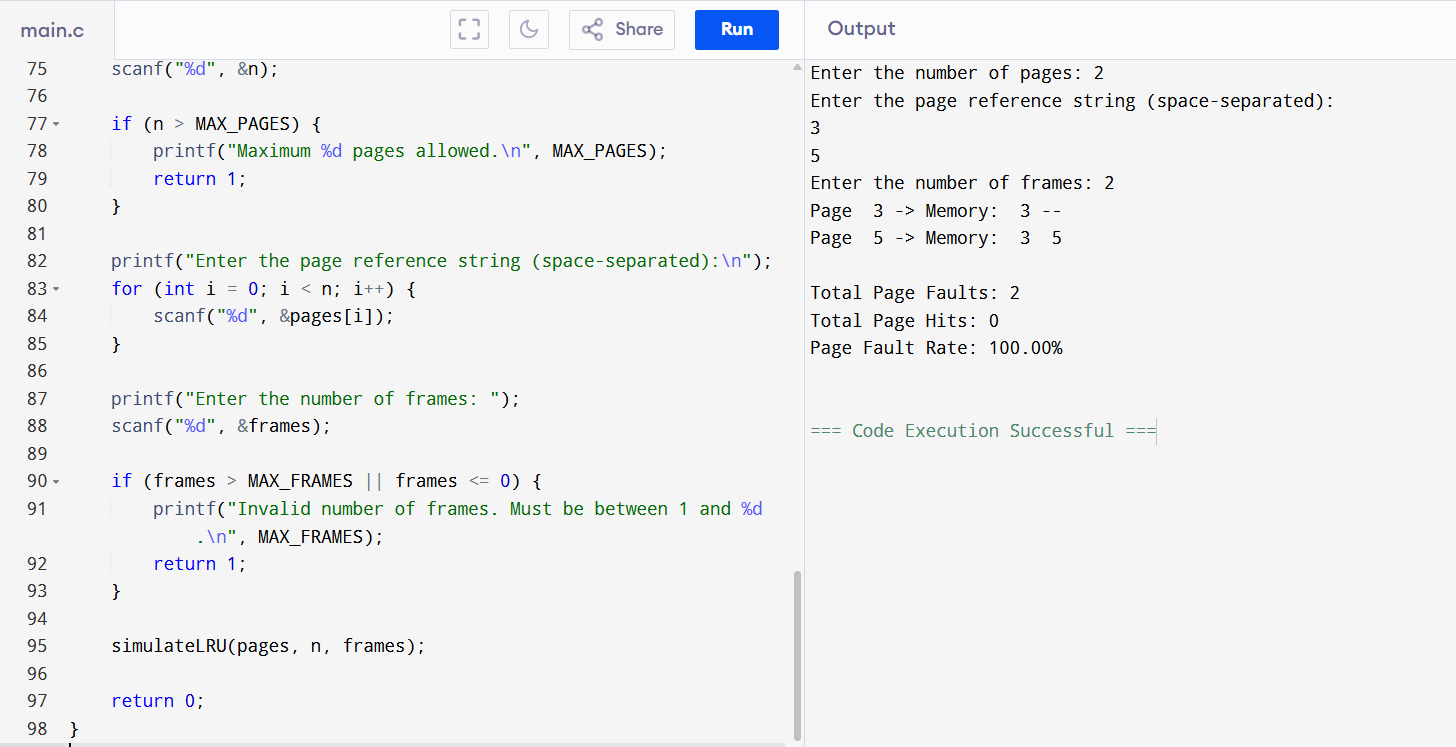 main.c
Share
Run
Output
75 scanf("%d", &n);
76
77 if (n > MAX_PAGES) {
78 printf("Maximum %d pages allowed.\n", MAX_PAGES);
79 return 1;
80 }
81
82 printf("Enter the page reference string (space-separated):\n");
83 for (int i = 0; i < n; i++) {
84 scanf("%d", &pages[i]);
85 }
86
87 printf("Enter the number of frames: ");
88 scanf("%d", &frames);
89
90 if (frames > MAX_FRAMES || frames <= 0) {
91 printf("Invalid number of frames. Must be between 1 and %d
.\n", MAX_FRAMES);
92 return 1;
93 }
94
95 simulateLRU(pages, n, frames);
96
97 return 0;
98 }
Enter the number of pages: 2
Enter the page reference string (space-separated):
3
5
Enter the number of frames: 2
Page  3 -> Memory:  3 --
Page  5 -> Memory:  3  5
Total Page Faults: 2
Total Page Hits: 0
Page Fault Rate: 100.00%
=== Code Execution Successful ===